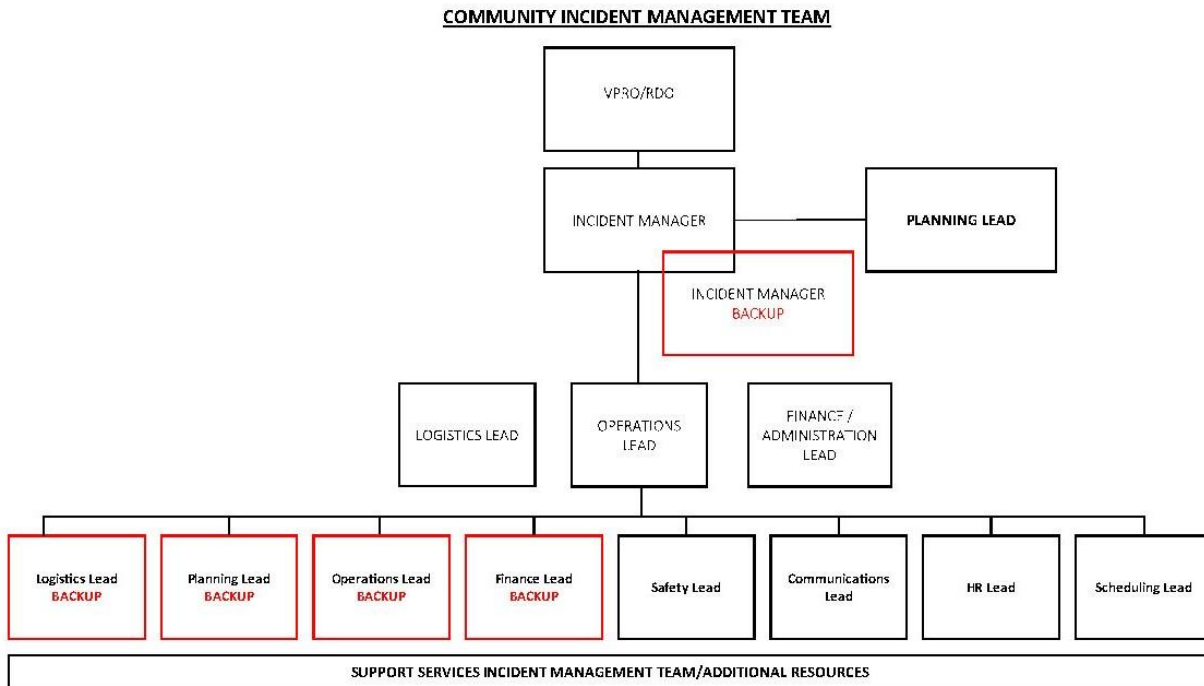 COMMUNITY INCIDENT MANAGEMENT TEAM
VPRO/RDO
INCIDENT MANAGER
PLANNING LEAD
INCIDENT MANAGER
BACKUP
LOGISTICS LEAD
OPERATIONS
LEAD
FINANCE /
ADMINISTRATION
LEAD
Logistics Lead
BACKUP
Planning Lead
BACKUP
Operations Lead
BACKUP
Finance Lead
BACKUP
Safety Lead
Communications
Lead
HR Lead
Scheduling Lead
SUPPORT SERVICES INCIDENT MANAGEMENT TEAM/ADDITIONAL RESOURCES